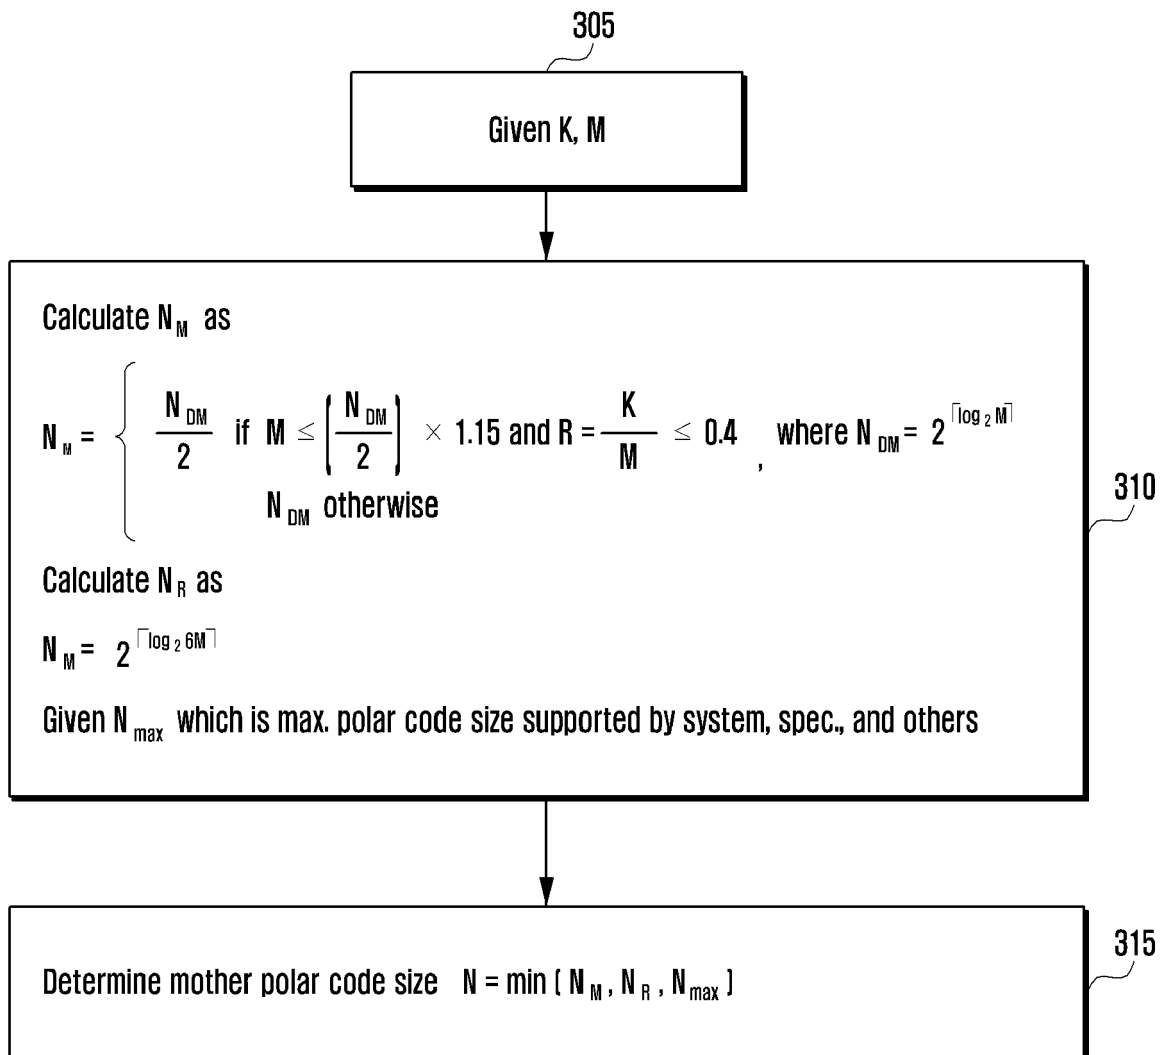 305
Given K, M
Calculate N_M as
N_M = { N_DM / 2 if M ≤ [ N_DM / 2 ] × 1.15 and R = K / M ≤ 0.4 , where N_DM = 2^⌈log_2 M⌉
N_DM otherwise
310
Calculate N_R as
N_M = 2^⌈log_2 6M⌉
Given N_max which is max. polar code size supported by system, spec., and others
315
Determine mother polar code size N = min ( N_M , N_R , N_max )